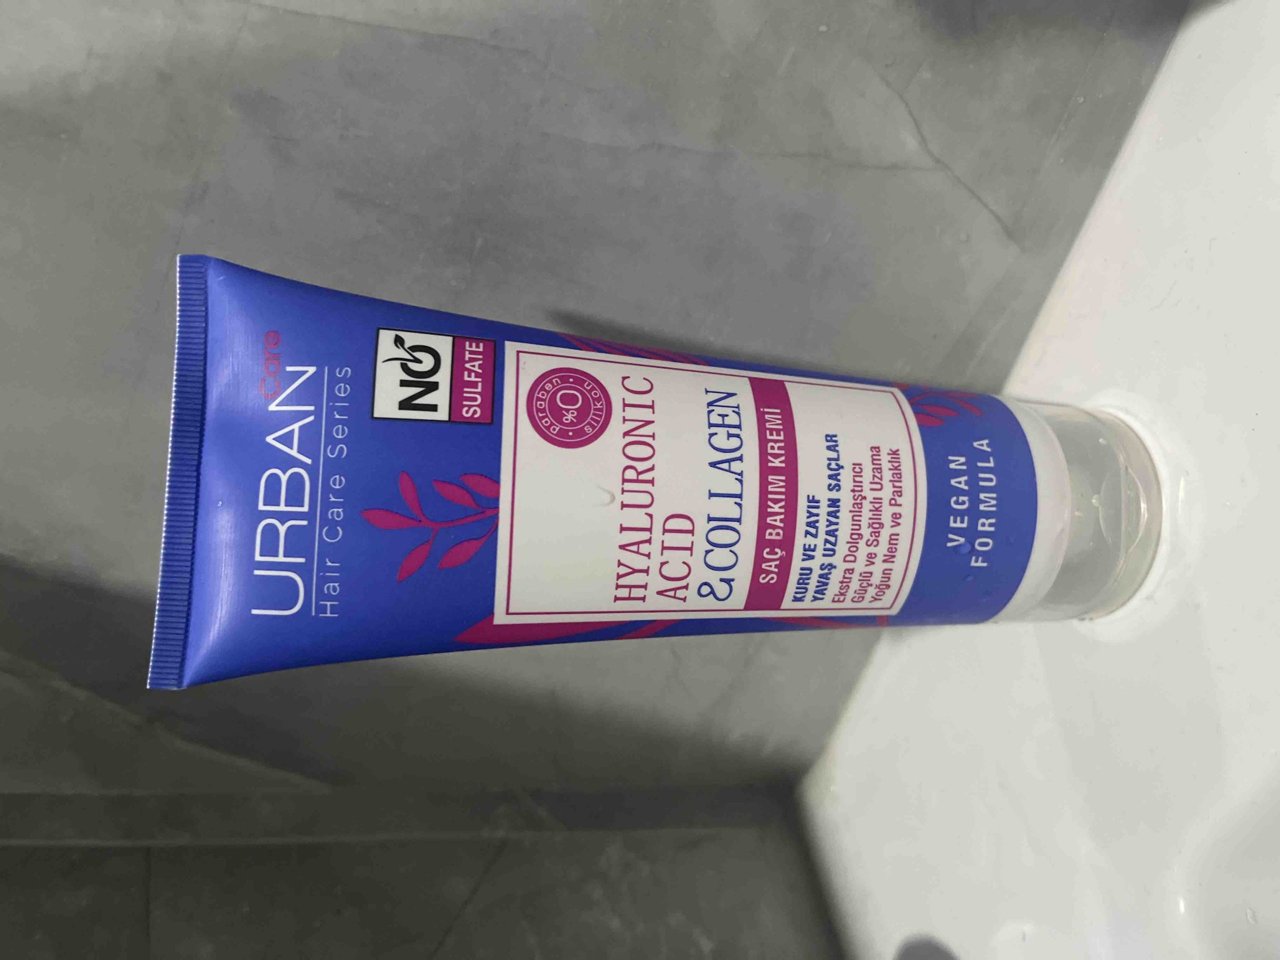 URBAN
Care
Hair Care Series
NO
SULFATE
paraben
%0
silikon
HYALURONIC
ACID
& COLLAGEN
SAÇ BAKIM KREMİ
KURU VE ZAYIF
YAVAŞ UZAYAN SAÇLAR
Ekstra Dolgunlaştırıcı
Güçlü ve Sağlıklı Uzama
Yoğun Nem ve Parlaklık
VEGAN
FORMULA